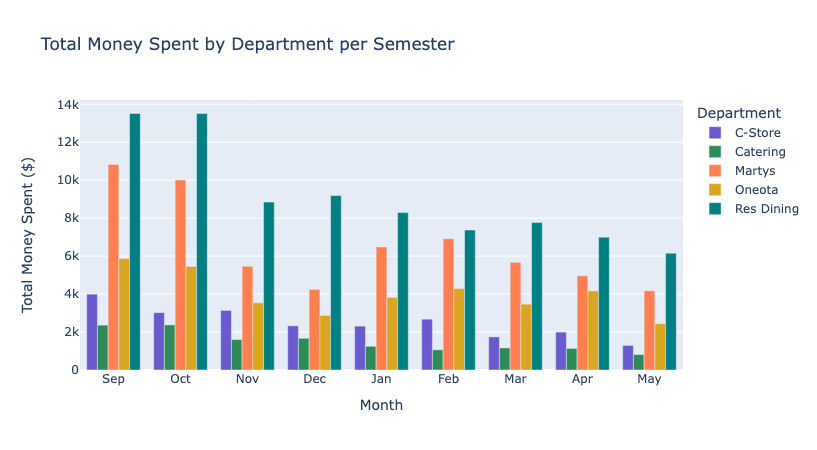 Total Money Spent by Department per Semester
Total Money Spent ($)
14k
12k
10k
8k
6k
4k
2k
0
Sep Oct Nov Dec Jan Feb Mar Apr May
Month
Department
C-Store
Catering
Martys
Oneota
Res Dining